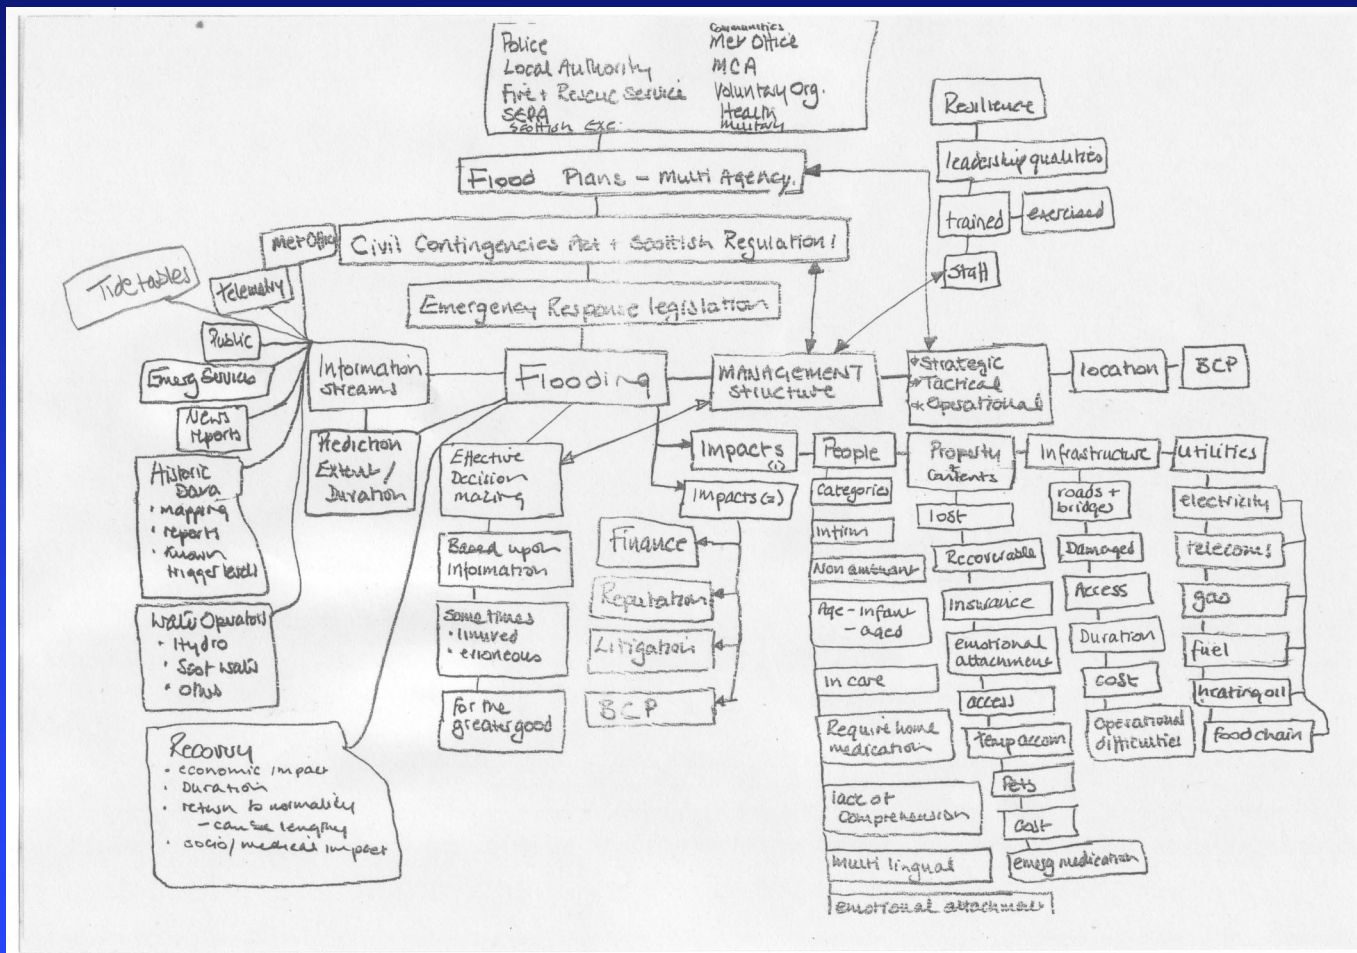 Police
Local Authority
Fire + Rescue Service
SEPA
Scottish Exc.
Communities
Met Office
MCA
Voluntary Org.
Health
Military
Flood Plans - Multi Agency.
Civil Contingencies Act + Scottish Regulation!
Emergency Response legislation
Resilience
leadership qualities
trained
exercised
Staff
Tide tables
Met Office
Telemetry
Public
Emerg Services
News
reports
Information
streams
Flooding
MANAGEMENT
Structure
* Strategic
* Tactical
* Operational
location
BCP
Historic
Data
• mapping
• reports
• Known
trigger levels
Water Operators
• Hydro
• Scot Water
Recovery
• economic impact
• Duration
• return to normality
- can be lengthy
• socio/medical impact
Prediction
Extent/
Duration
Effective
Decision
making
Based upon
information
Sometimes
• limited
• erroneous
For the
greater good
Impacts
(1)
Impacts (2)
Finance
Reputation
Litigation
BCP
People
Categories
Infirm
Non ambulant
Age - infant
- aged
In care
Require home
medication
lack of
Comprehension
Multi lingual
emotional attachment
Property
+
Contents
lost
Recoverable
Insurance
emotional
attachment
access
temp accom
Pets
Cost
emerg medication
Infrastructure
roads +
bridges
Damaged
Access
Duration
cost
Operational
difficulties
Utilities
electricity
telecoms
gas
fuel
heating oil
food chain